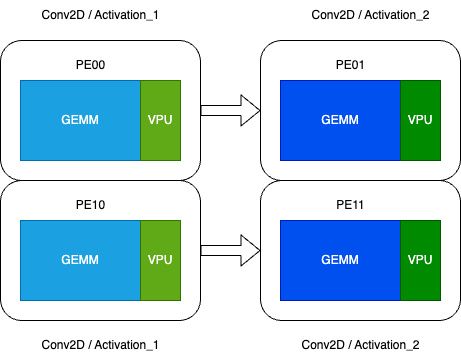 Conv2D / Activation_1
Conv2D / Activation_2
PE00
PE01
GEMM
VPU
GEMM
VPU
PE10
PE11
GEMM
VPU
GEMM
VPU
Conv2D / Activation_1
Conv2D / Activation_2